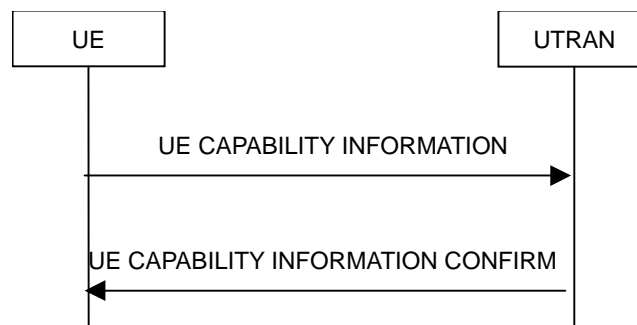 UE
UTRAN
UE CAPABILITY INFORMATION
UE CAPABILITY INFORMATION CONFIRM